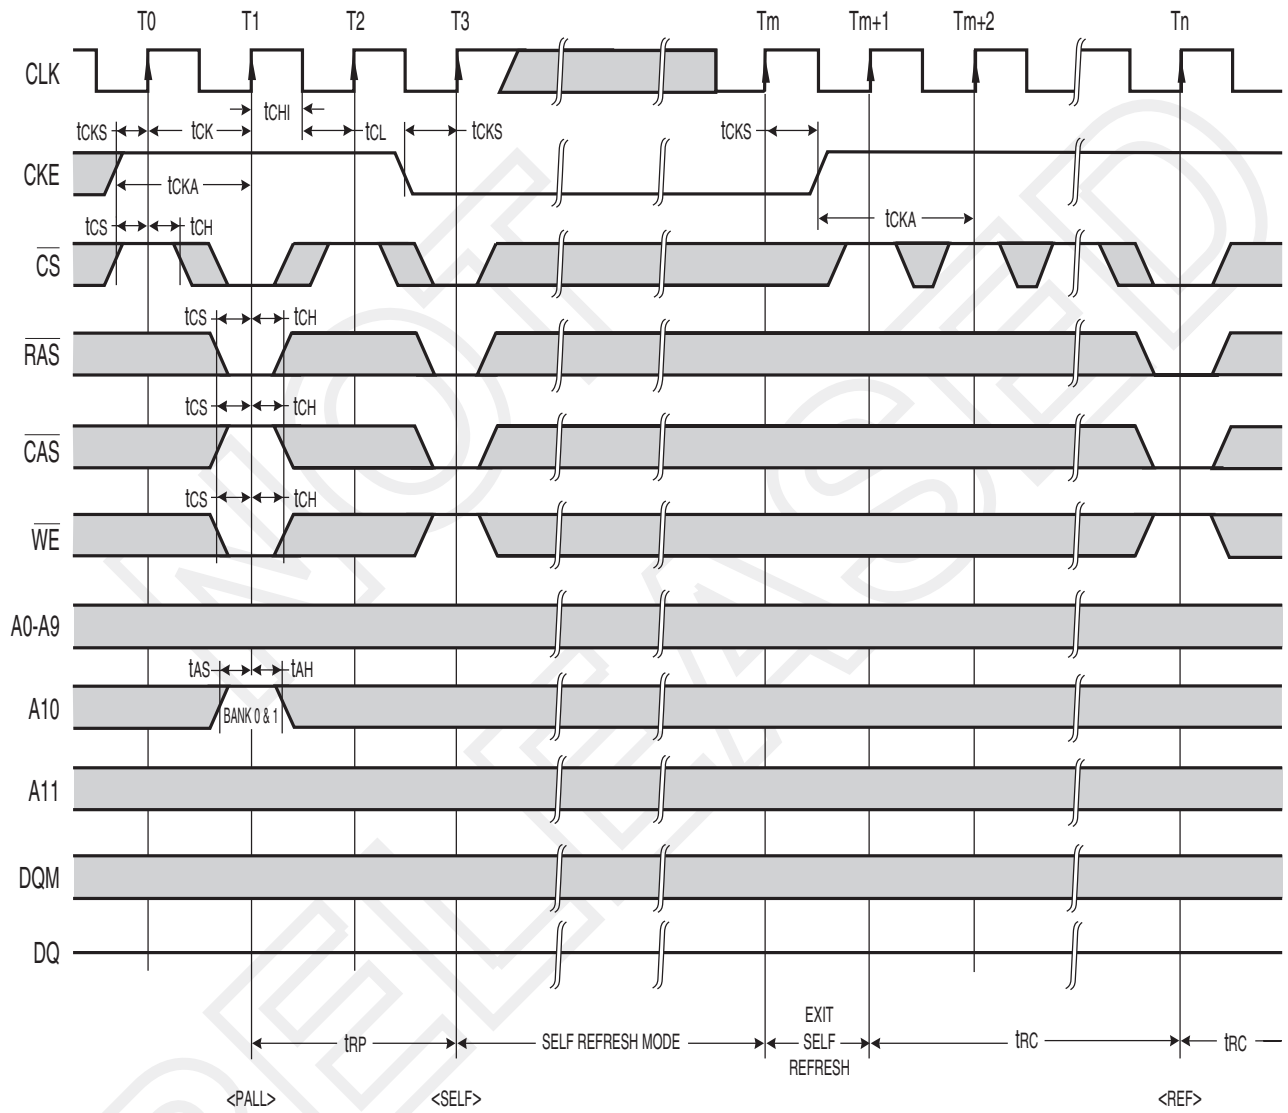 T0 T1 T2 T3 Tm Tm+1 Tm+2 Tn
CLK
tCHI
tCKS tCK tCL tCKS tCKS
CKE
tCKA
tCKA
tCS tCH
CS
tCS tCH
RAS
tCS tCH
CAS
tCS tCH
WE
A0-A9
tAS tAH
A10
BANK 0 & 1
A11
DQM
DQ
tRP SELF REFRESH MODE
EXIT
SELF
REFRESH
tRC tRC
<PALL> <SELF> <REF>
NOT
RELEASED